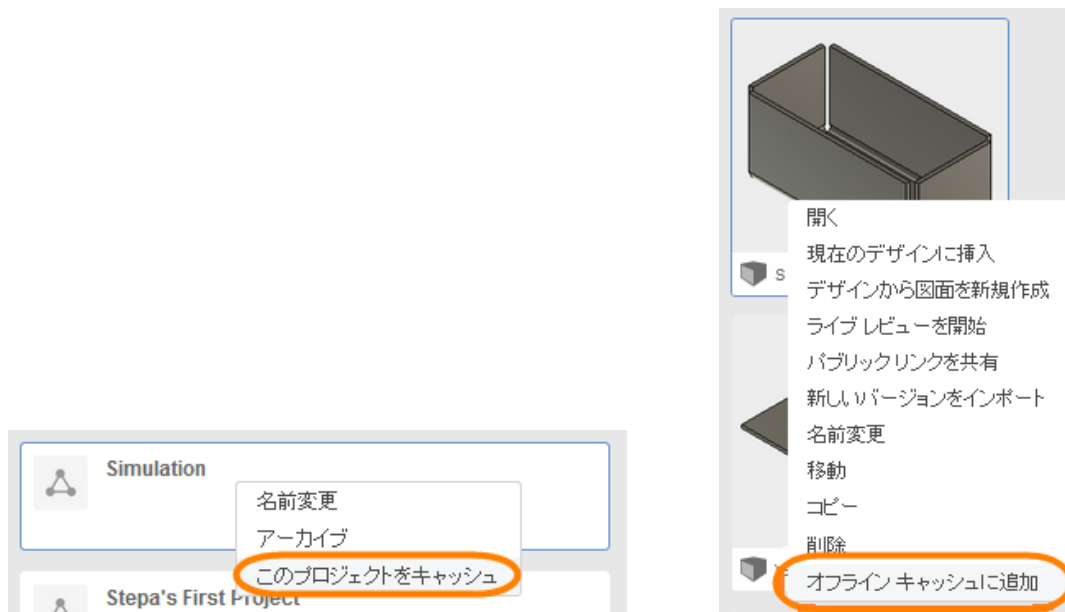 Simulation
名前変更
アーカイブ
このプロジェクトをキャッシュ
Stepa's First Project
開く
現在のデザインに挿入
デザインから図面を新規作成
ライブ レビューを開始
パブリック リンクを共有
新しいバージョンをインポート
名前変更
移動
コピー
削除
オフライン キャッシュに追加
S